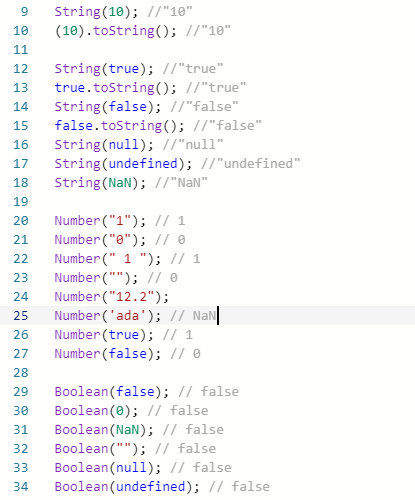 9 String(10); //"10"
10 (10).toString(); //"10"
11
12 String(true); //"true"
13 true.toString(); //"true"
14 String(false); //"false"
15 false.toString(); //"false"
16 String(null); //"null"
17 String(undefined); //"undefined"
18 String(NaN); //"NaN"
19
20 Number("1"); // 1
21 Number("0"); // 0
22 Number(" 1 "); // 1
23 Number(""); // 0
24 Number("12.2");
25 Number('ada'); // NaN
26 Number(true); // 1
27 Number(false); // 0
28
29 Boolean(false); // false
30 Boolean(0); // false
31 Boolean(NaN); // false
32 Boolean(""); // false
33 Boolean(null); // false
34 Boolean(undefined); // false